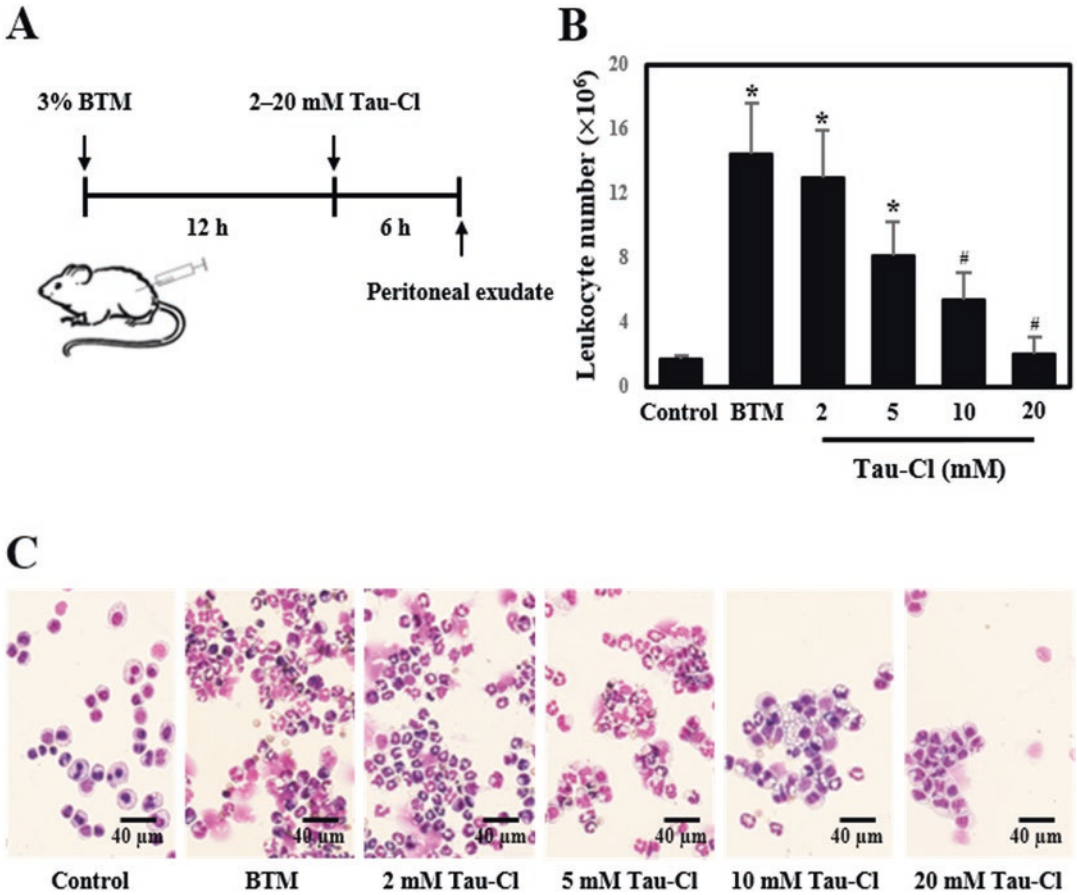 A
3% BTM
2–20 mM Tau-Cl
12 h
6 h
Peritoneal exudate
B
Leukocyte number (×10⁶)
20
16
12
8
4
0
*
*
*
#
#
Control BTM 2 5 10 20
Tau-Cl (mM)
C
40 µm 40 µm 40 µm 40 µm 40 µm 40 µm
Control BTM 2 mM Tau-Cl 5 mM Tau-Cl 10 mM Tau-Cl 20 mM Tau-Cl